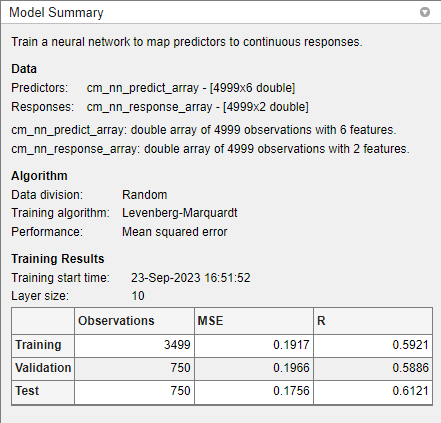 Model Summary
Train a neural network to map predictors to continuous responses.
Data
Predictors: cm_nn_predict_array - [4999x6 double]
Responses: cm_nn_response_array - [4999x2 double]
cm_nn_predict_array: double array of 4999 observations with 6 features.
cm_nn_response_array: double array of 4999 observations with 2 features.
Algorithm
Data division: Random
Training algorithm: Levenberg-Marquardt
Performance: Mean squared error
Training Results
Training start time: 23-Sep-2023 16:51:52
Layer size: 10
Observations MSE R
Training 3499 0.1917 0.5921
Validation 750 0.1966 0.5886
Test 750 0.1756 0.6121